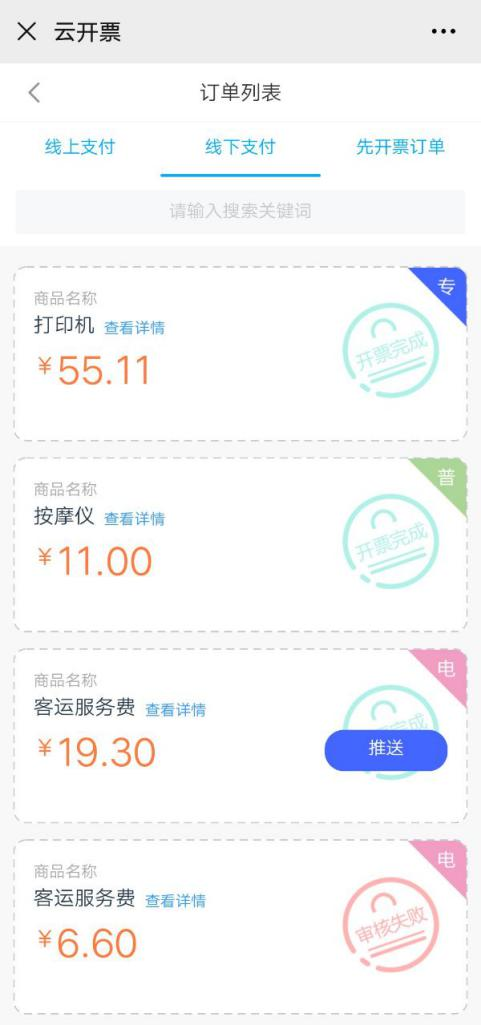 云开票
订单列表
线上支付 线下支付 先开票订单
请输入搜索关键词
专
商品名称
打印机 查看详情
¥55.11
开票完成
普
商品名称
按摩仪 查看详情
¥11.00
开票完成
电
商品名称
客运服务费 查看详情
¥19.30
推送
电
商品名称
客运服务费 查看详情
¥6.60
审核失败